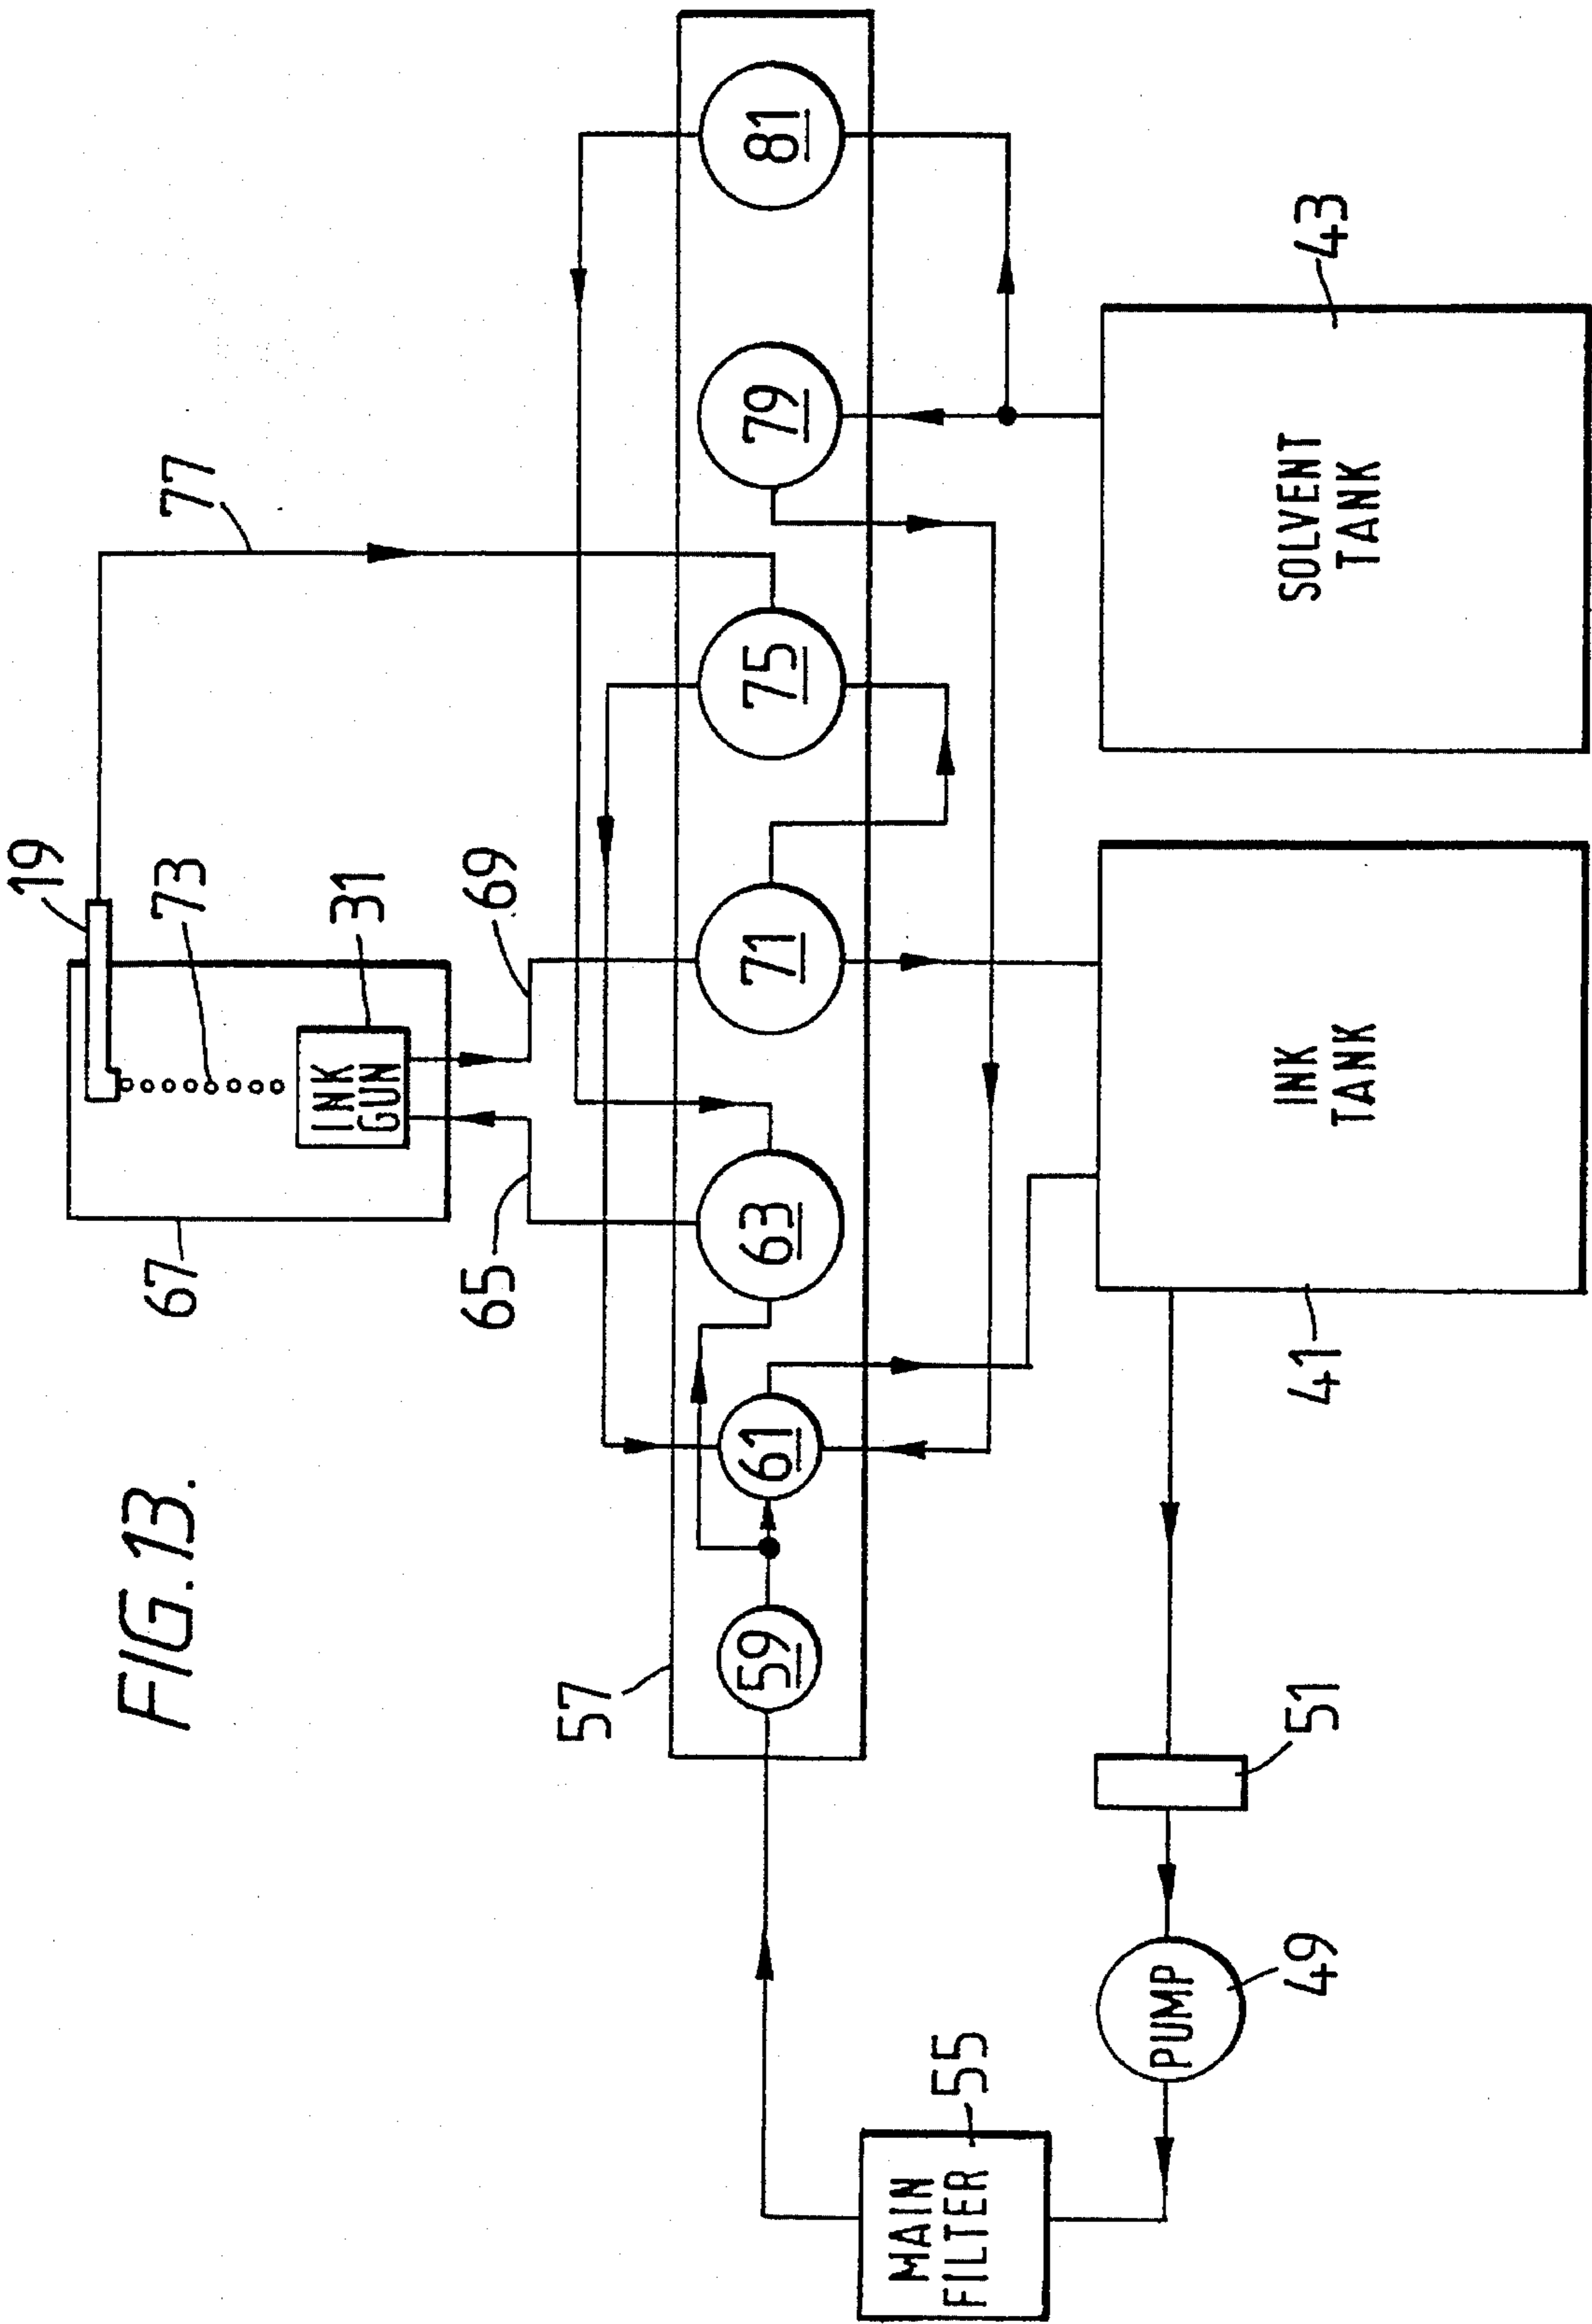 FIG. 13.
67
19
73
31
INK
GUN
77
65
69
57
59
61
63
71
75
79
81
55
MAIN
FILTER
PUMP
49
51
41
INK
TANK
SOLVENT
TANK
43